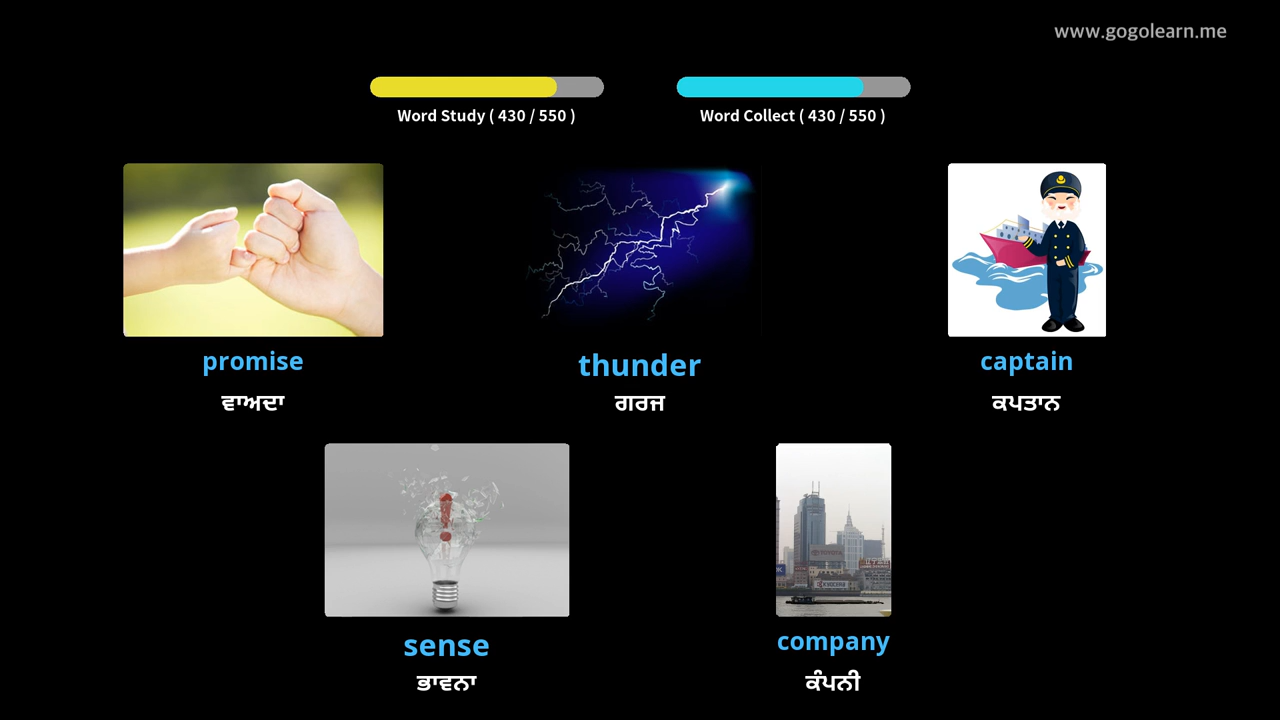 www.gogolearn.me
Word Study ( 430 / 550 )
Word Collect ( 430 / 550 )
promise
thunder
captain
ਵਾਅਦਾ
ਗਰਜ
ਕਪਤਾਨ
TOYOTA
sense
company
ਭਾਵਨਾ
ਕੰਪਨੀ